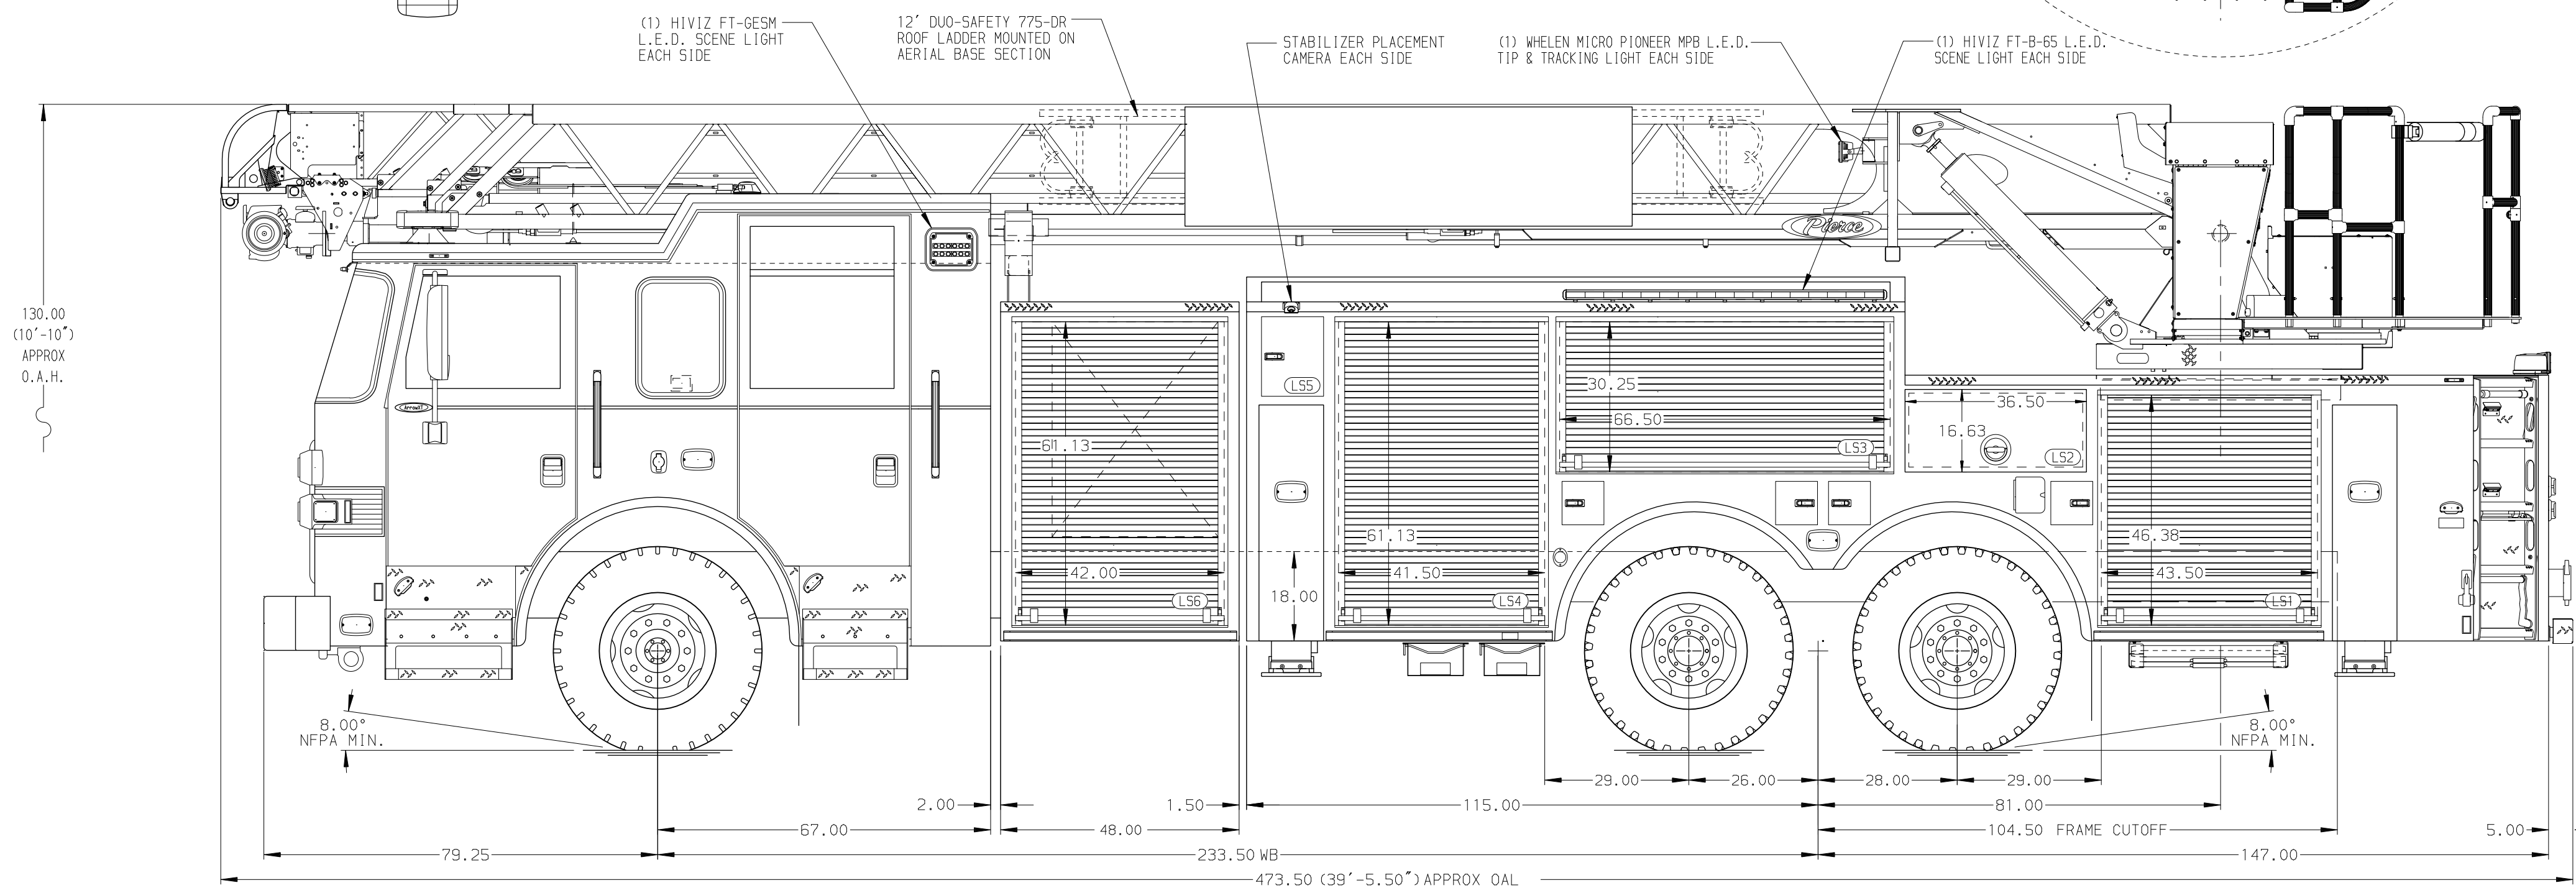 (1) HIVIZ FT-GESM
L.E.D. SCENE LIGHT
EACH SIDE
12' DUO-SAFETY 775-DR
ROOF LADDER MOUNTED ON
AERIAL BASE SECTION
STABILIZER PLACEMENT
CAMERA EACH SIDE
(1) WHELEN MICRO PIONEER MPB L.E.D.
TIP & TRACKING LIGHT EACH SIDE
(1) HIVIZ FT-B-65 L.E.D.
SCENE LIGHT EACH SIDE
130.00
(10'-10")
APPROX
O.A.H.
Pierce
ArrowXT
LS5
30.25
66.50
LS3
36.50
16.63
LS2
61.13
42.00
LS6
18.00
61.13
41.50
LS4
46.38
43.50
LS1
8.00°
NFPA MIN.
8.00°
NFPA MIN.
29.00
26.00
28.00
29.00
2.00
1.50
115.00
81.00
67.00
48.00
104.50 FRAME CUTOFF
5.00
79.25
233.50 WB
147.00
473.50 (39'-5.50") APPROX OAL